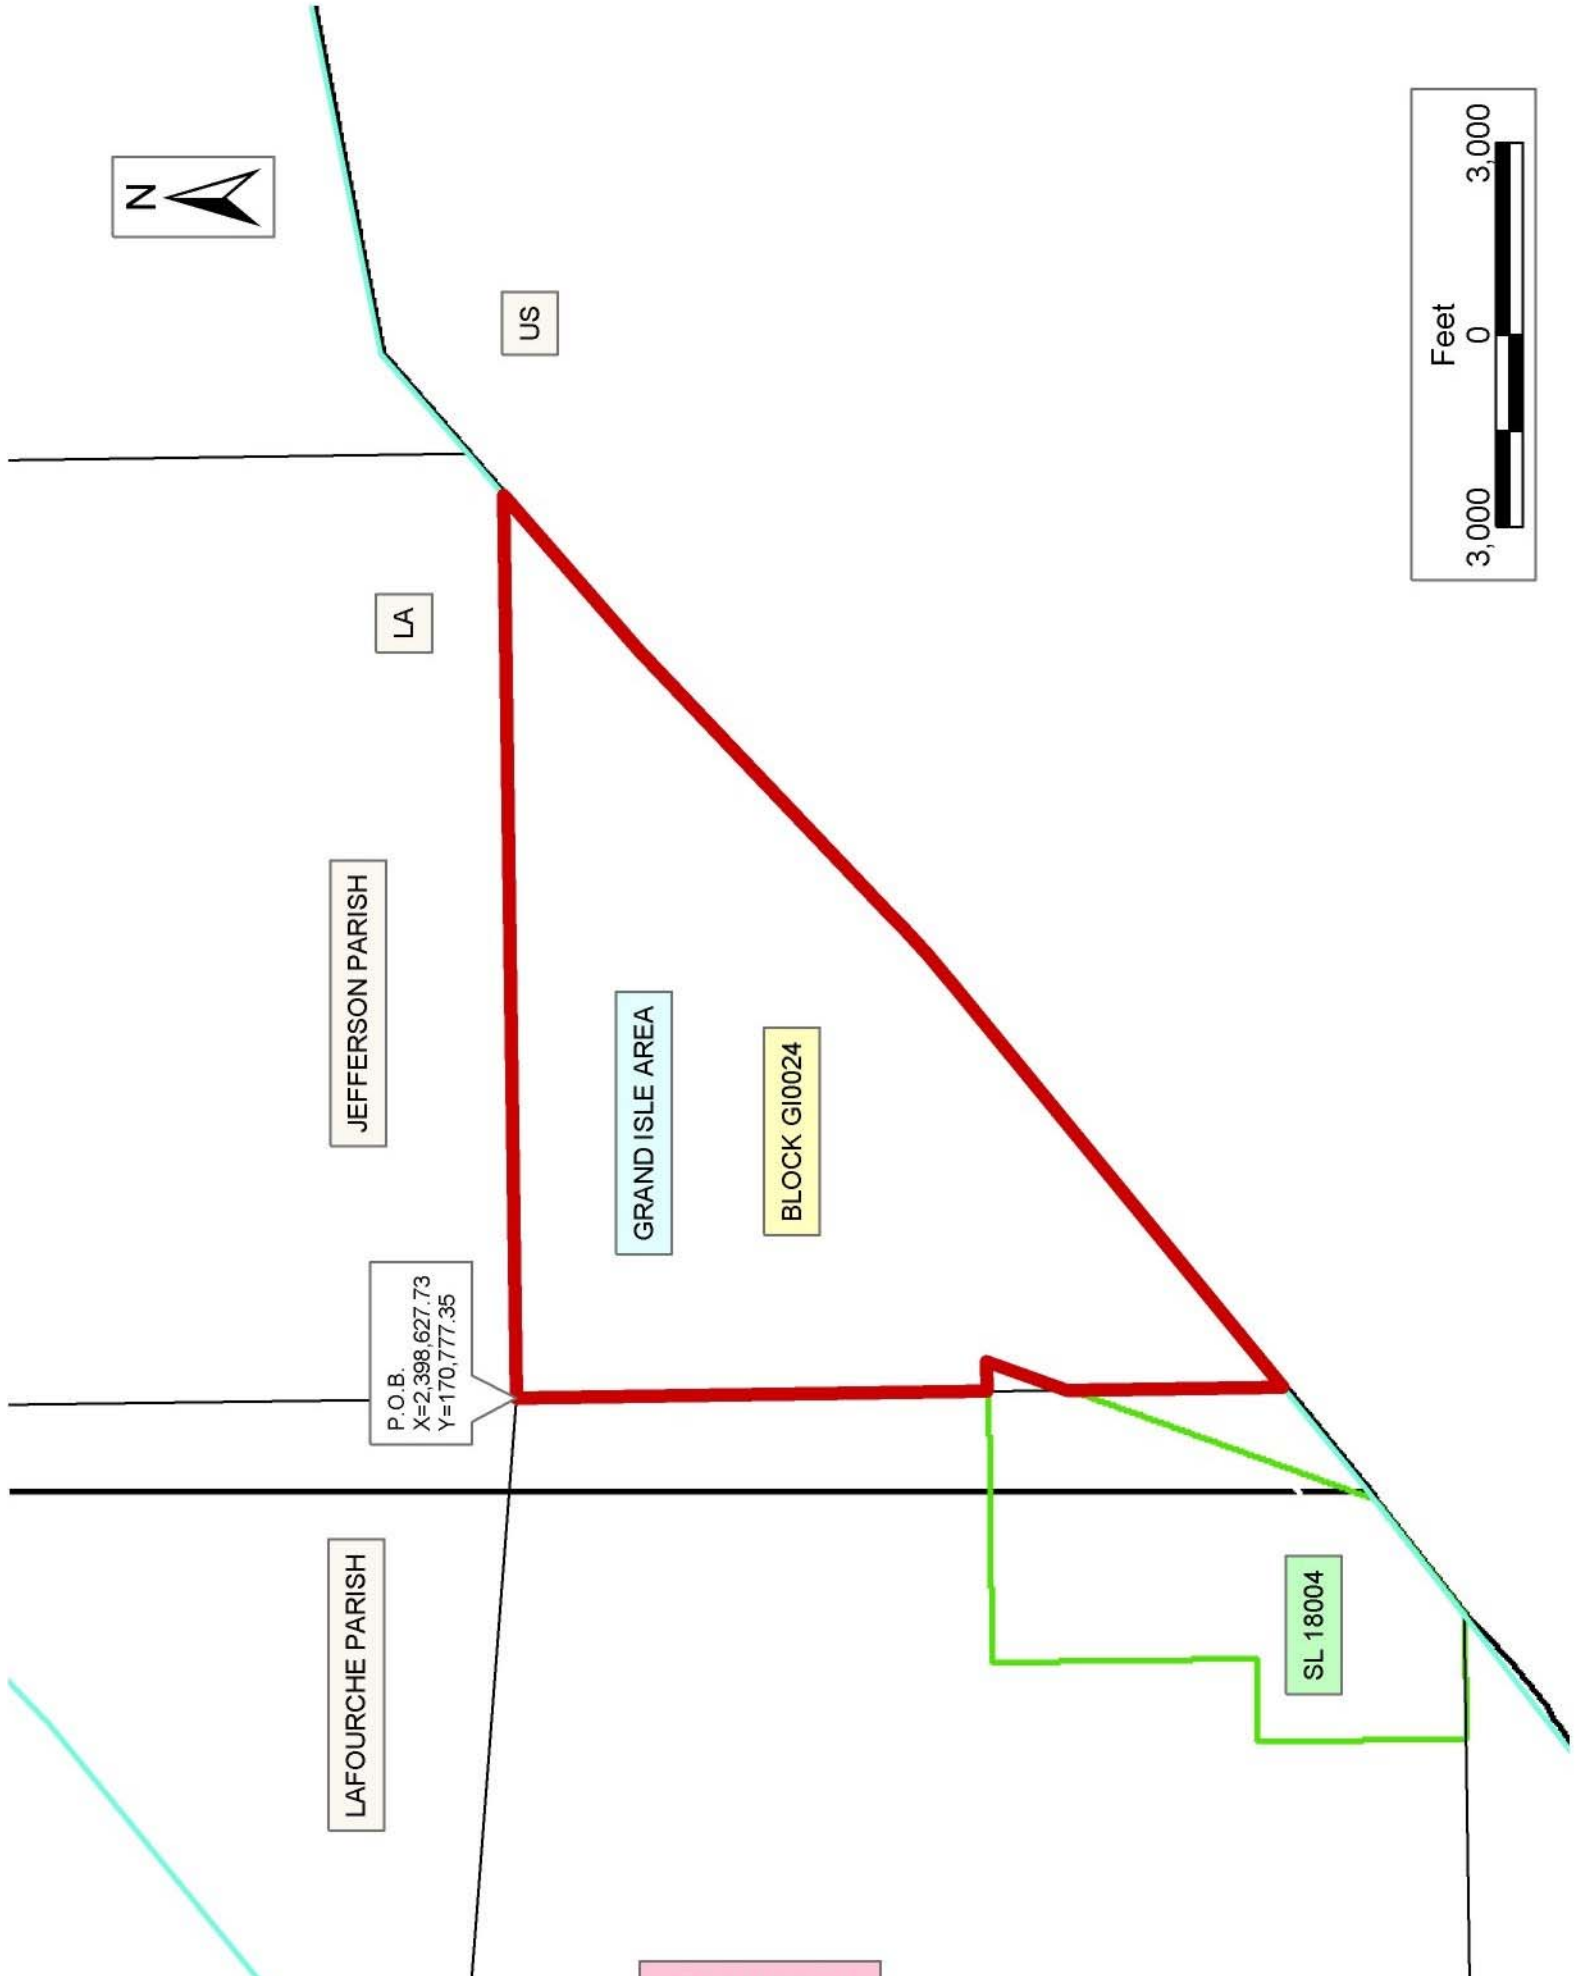 N
LAFOURCHE PARISH
JEFFERSON PARISH
LA
P.O.B.
X=2,398,627.73
Y=170,777.35
US
GRAND ISLE AREA
BLOCK GI0024
SL 18004
Feet
3,000 0 3,000